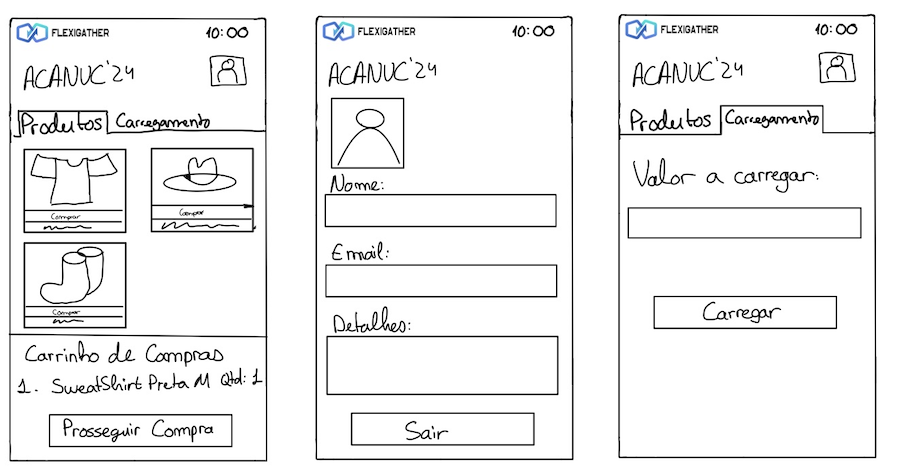 FLEXIGATHER 10:00
ACANUC'24
Produtos Carregamento
Comprar
Comprar
Comprar
Carrinho de Compras
1. SweatShirt Preta M Qtd: 1
Prosseguir Compra
FLEXIGATHER 10:00
ACANUC'24
Nome:
Email:
Detalhes:
Sair
FLEXIGATHER 10:00
ACANUC'24
Produtos Carregamento
Valor a carregar:
Carregar